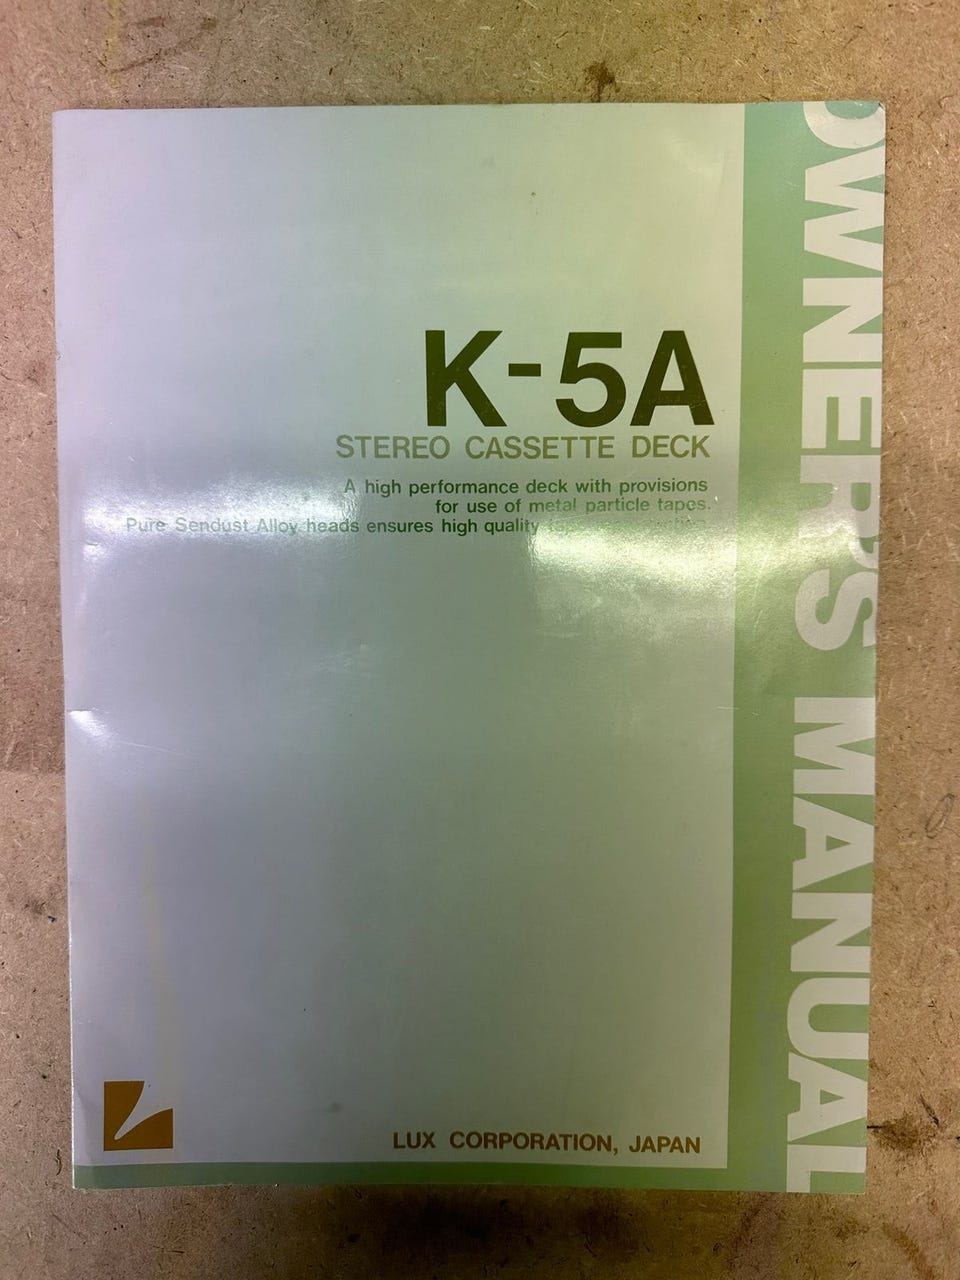 K-5A
STEREO CASSETTE DECK
A high performance deck with provisions
for use of metal particle tapes.
Pure Sendust Alloy heads ensures high quality
LUX CORPORATION, JAPAN
OWNER'S MANUAL